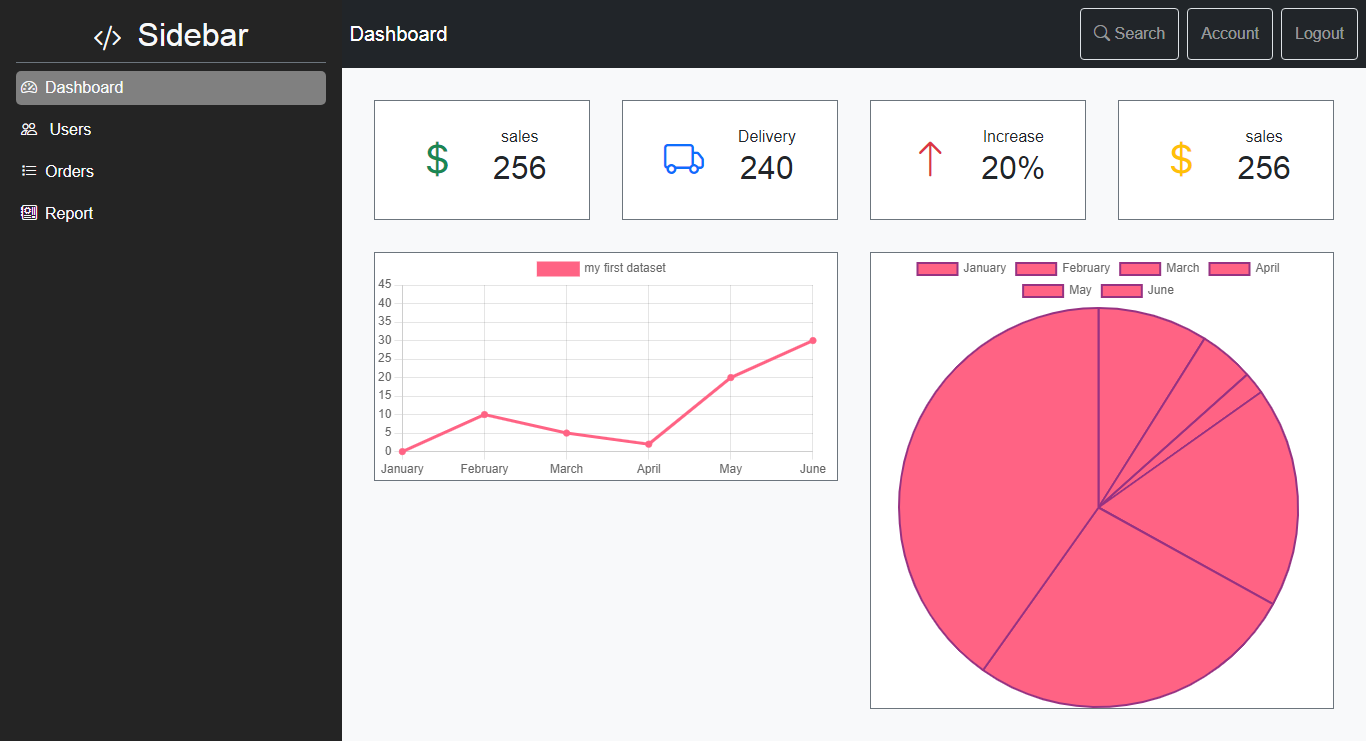 </> Sidebar
Dashboard
Users
Orders
Report
Dashboard
Search
Account
Logout
sales
256
Delivery
240
Increase
20%
$ sales
256
my first dataset
45
40
35
30
25
20
15
10
5
0
January February March April May June
January February March April
May June